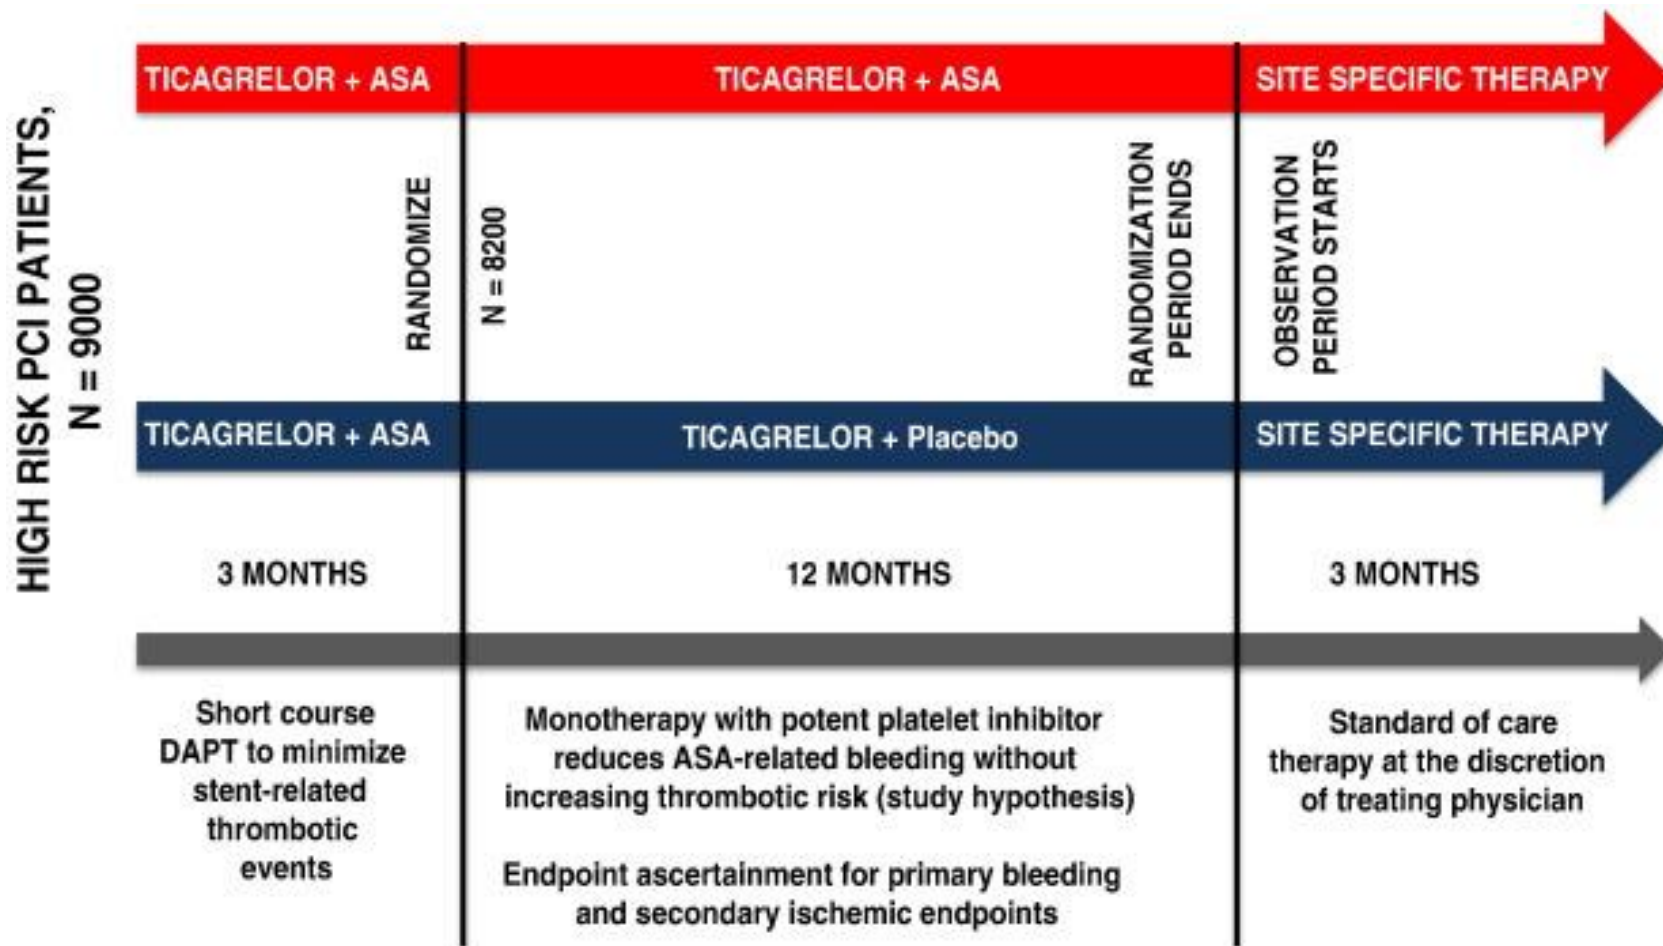 HIGH RISK PCI PATIENTS,
N = 9000
TICAGRELOR + ASA
TICAGRELOR + ASA
SITE SPECIFIC THERAPY
RANDOMIZE
N = 8200
RANDOMIZATION
PERIOD ENDS
OBSERVATION
PERIOD STARTS
TICAGRELOR + ASA
TICAGRELOR + Placebo
SITE SPECIFIC THERAPY
3 MONTHS
12 MONTHS
3 MONTHS
Short course
DAPT to minimize
stent-related
thrombotic
events
Monotherapy with potent platelet inhibitor
reduces ASA-related bleeding without
increasing thrombotic risk (study hypothesis)
Endpoint ascertainment for primary bleeding
and secondary ischemic endpoints
Standard of care
therapy at the discretion
of treating physician